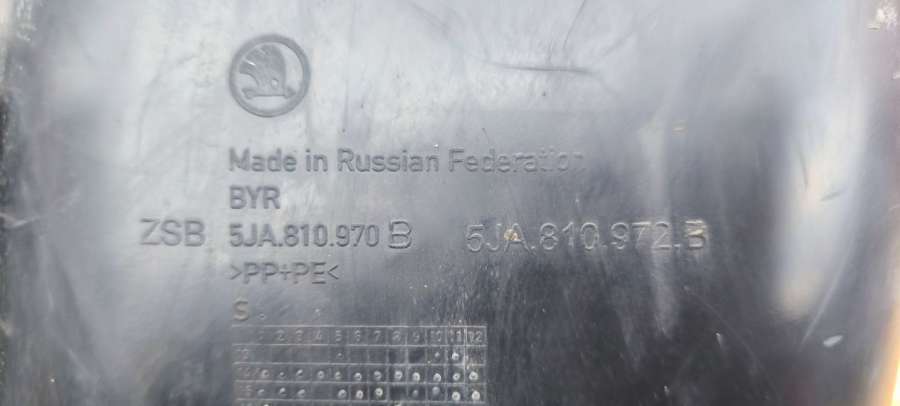 Made in Russian Federation
BYR
ZSB 5JA.810.970 B 5JA.810.972.B
>PP+PE<
S
1 2 3 4 5 6 7 8 9 10 11 12